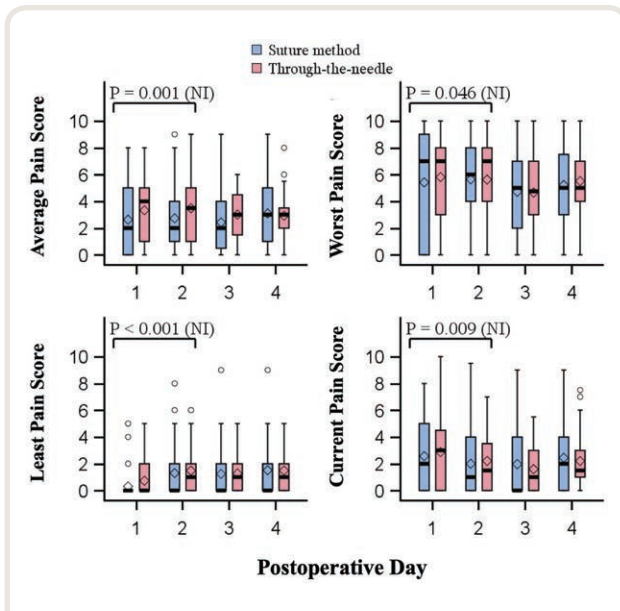 Suture method
Through-the-needle
P = 0.001 (NI)
Average Pain Score
10
8
6
4
2
0
1 2 3 4
P = 0.046 (NI)
Worst Pain Score
10
8
6
4
2
0
1 2 3 4
P < 0.001 (NI)
Least Pain Score
10
8
6
4
2
0
1 2 3 4
P = 0.009 (NI)
Current Pain Score
10
8
6
4
2
0
1 2 3 4
Postoperative Day